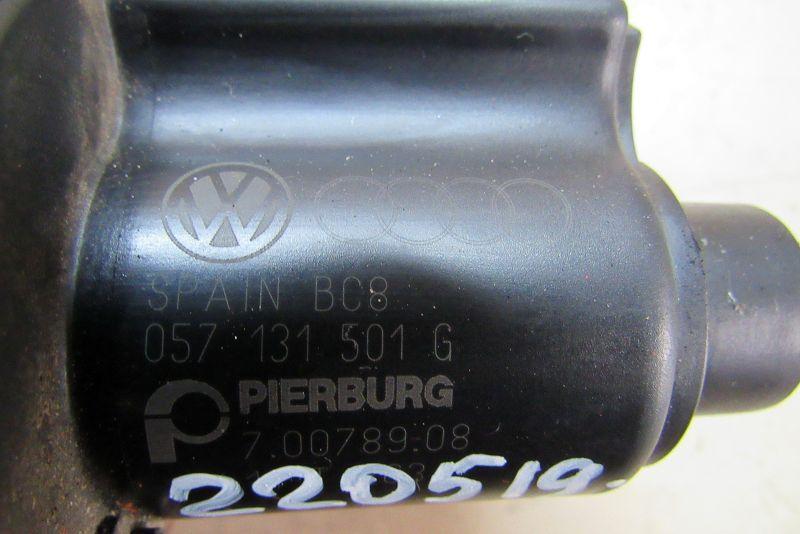 SPAIN BC8
057 131 501 G
PIERBURG
7.00789-08
220519.